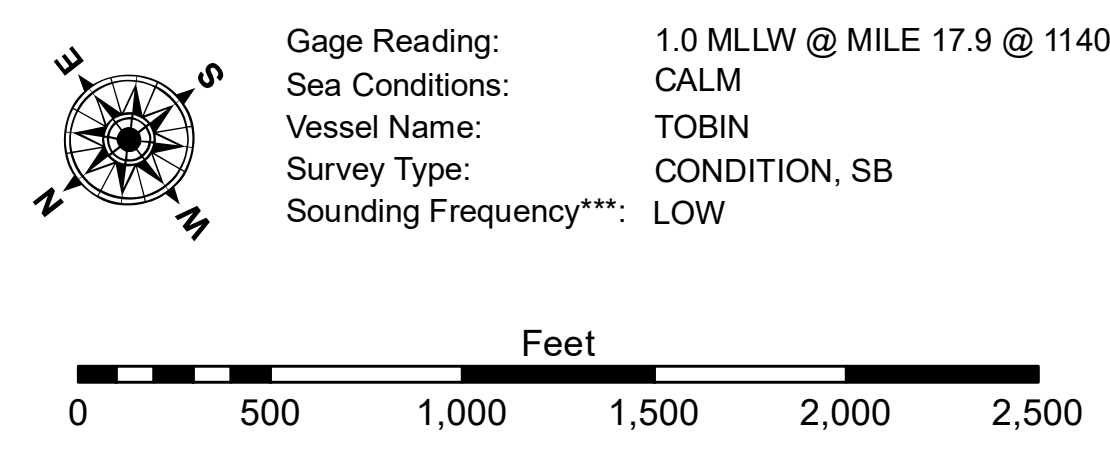 E S
N W
Gage Reading: 1.0 MLLW @ MILE 17.9 @ 1140
Sea Conditions: CALM
Vessel Name: TOBIN
Survey Type: CONDITION, SB
Sounding Frequency***: LOW
Feet
0 500 1,000 1,500 2,000 2,500